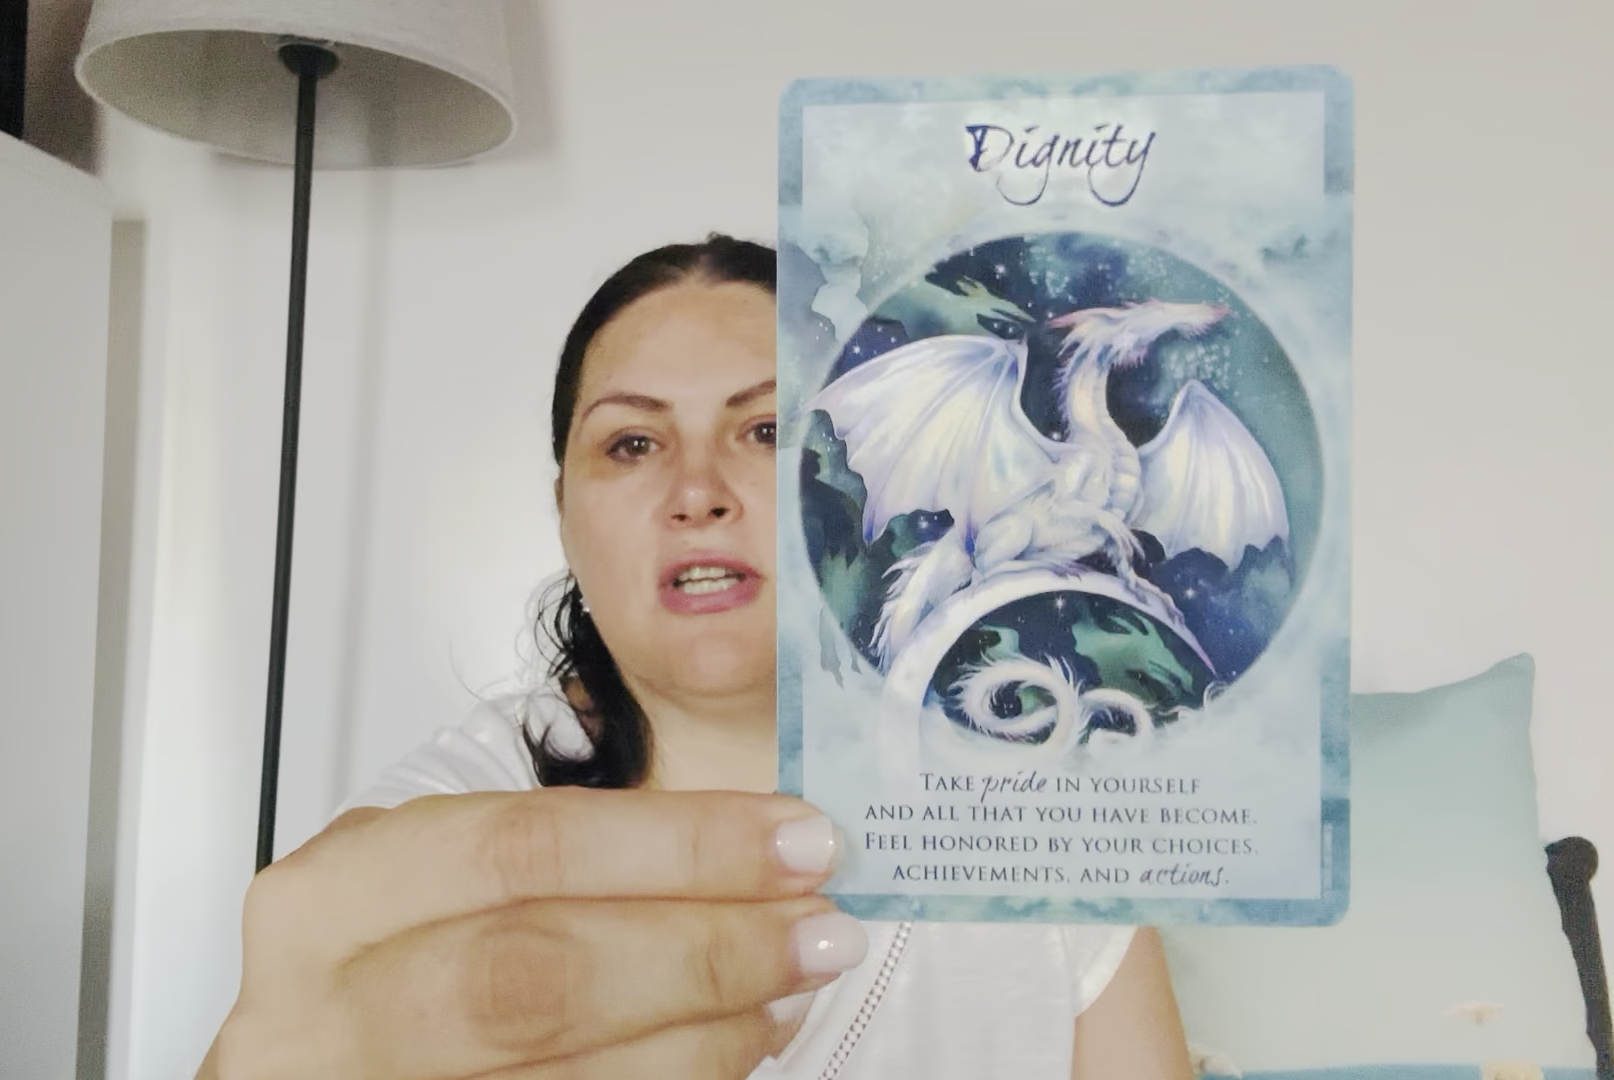 Dignity
Take pride in yourself
and all that you have become.
Feel honored by your choices,
achievements, and actions.